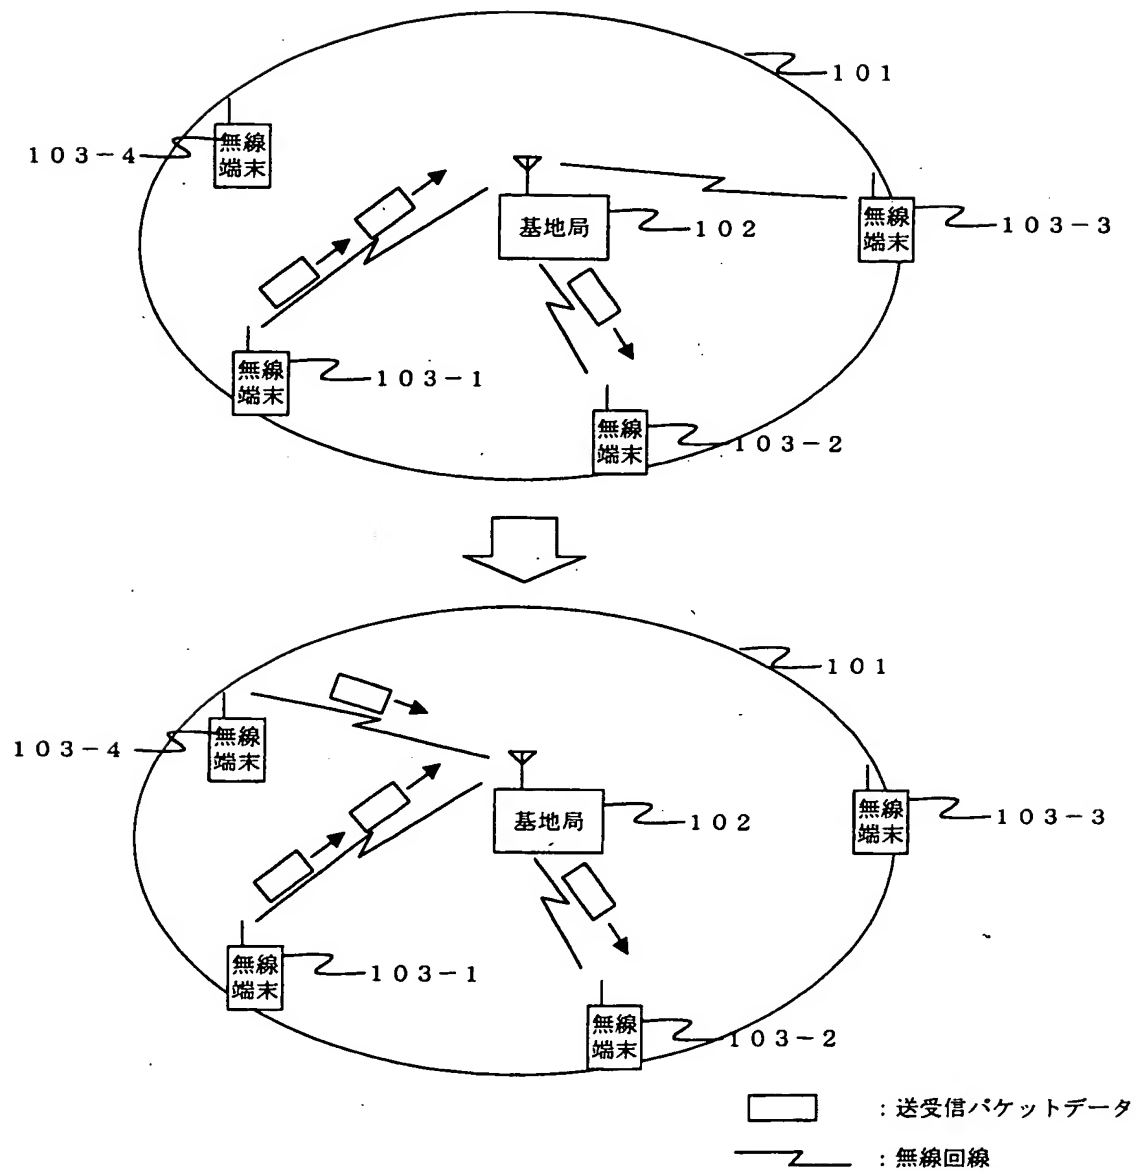 101
無線
端末
103-4
基地局
102
無線
端末
103-3
無線
端末
103-1
無線
端末
103-2
101
無線
端末
103-4
基地局
102
無線
端末
103-3
無線
端末
103-1
無線
端末
103-2
：送受信パケットデータ
：無線回線